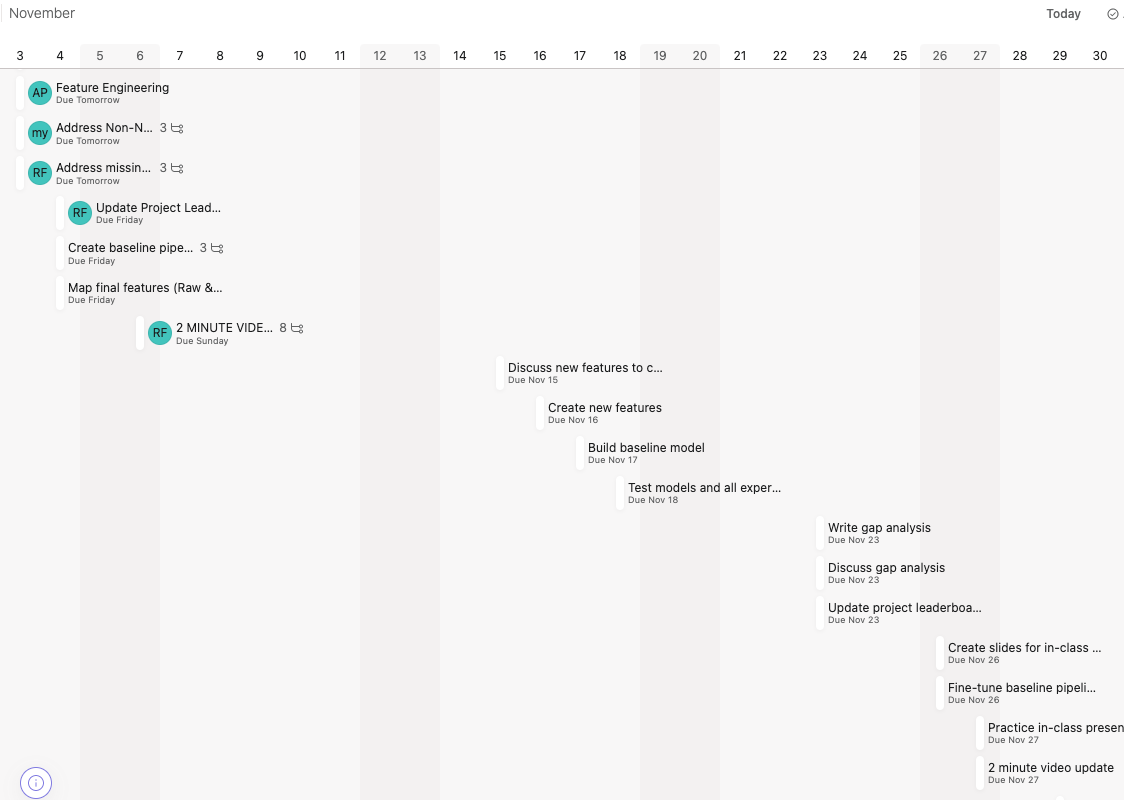 November
Today
3 4 5 6 7 8 9 10 11 12 13 14 15 16 17 18 19 20 21 22 23 24 25 26 27 28 29 30
AP Feature Engineering
Due Tomorrow
my Address Non-N... 3
Due Tomorrow
RF Address missin... 3
Due Tomorrow
RF Update Project Lead...
Due Friday
Create baseline pipe... 3
Due Friday
Map final features (Raw &...
Due Friday
RF 2 MINUTE VIDE... 8
Due Sunday
Discuss new features to c...
Due Nov 15
Create new features
Due Nov 16
Build baseline model
Due Nov 17
Test models and all exper...
Due Nov 18
Write gap analysis
Due Nov 23
Discuss gap analysis
Due Nov 23
Update project leaderboa...
Due Nov 23
Create slides for in-class ...
Due Nov 26
Fine-tune baseline pipeli...
Due Nov 26
Practice in-class presen
Due Nov 27
2 minute video update
Due Nov 27